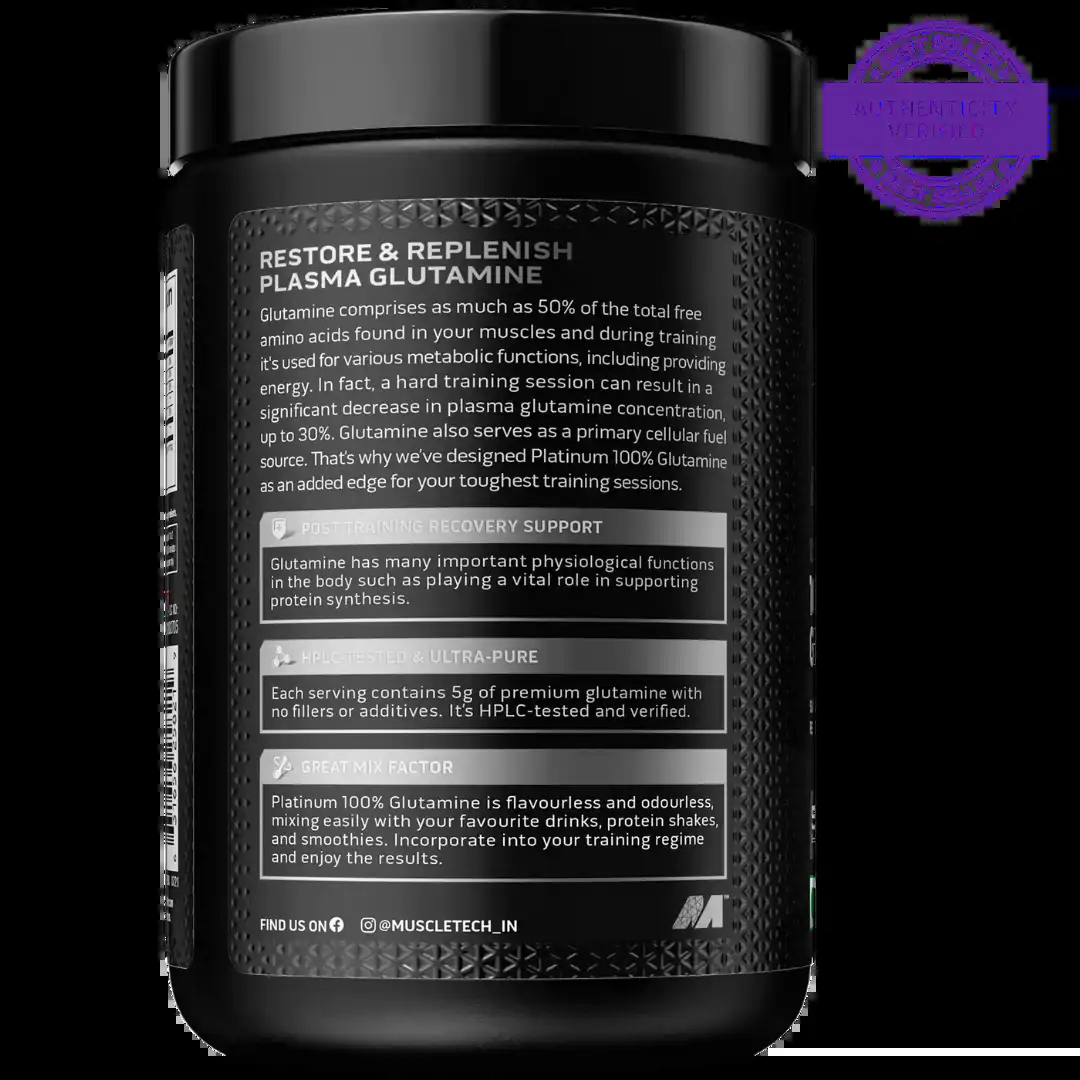 AUTHENTICITY
VERIFIED
RESTORE & REPLENISH
PLASMA GLUTAMINE
Glutamine comprises as much as 50% of the total free
amino acids found in your muscles and during training
it's used for various metabolic functions, including providing
energy. In fact, a hard training session can result in a
significant decrease in plasma glutamine concentration,
up to 30%. Glutamine also serves as a primary cellular fuel
source. That's why we've designed Platinum 100% Glutamine
as an added edge for your toughest training sessions.
POST-TRAINING RECOVERY SUPPORT
Glutamine has many important physiological functions
in the body such as playing a vital role in supporting
protein synthesis.
HPLC-TESTED & ULTRA-PURE
Each serving contains 5g of premium glutamine with
no fillers or additives. It's HPLC-tested and verified.
GREAT MIX FACTOR
Platinum 100% Glutamine is flavourless and odourless,
mixing easily with your favourite drinks, protein shakes,
and smoothies. Incorporate into your training regime
and enjoy the results.
FIND US ON @MUSCLETECH_IN